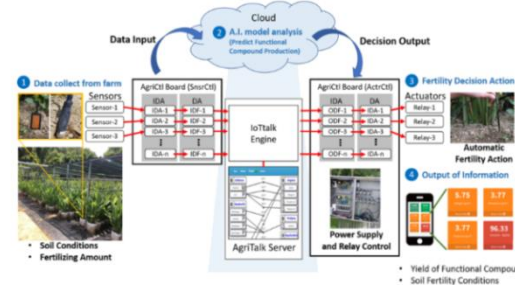 Cloud
2 A.I. model analysis
(Predict Functional
Compound Production)
Data Input
Decision Output
1 Data collect from farm
Sensors
Sensor-1
Sensor-2
Sensor-3
AgriCtl Board (SnsrCtl)
IDA DA
IDA-1 IDF-1
IDA-2 IDF-2
IDA-3 IDF-3
IDA-n IDF-n
IoTtalk
Engine
AgriTalk Server
AgriCtl Board (ActrCtl)
DA IDA
ODF-1 IDA-1
ODF-2 IDA-2
ODF-3 IDA-3
ODF-n IDA-n
Power Supply
and Relay Control
3 Fertility Decision Action
Actuators
Relay-1
Relay-2
Relay-3
Automatic
Fertility Action
4 Output of Information
3.75 3.77
3.77 96.33
• Soil Conditions
• Fertilizing Amount
• Yield of Functional Compou
• Soil Fertility Conditions